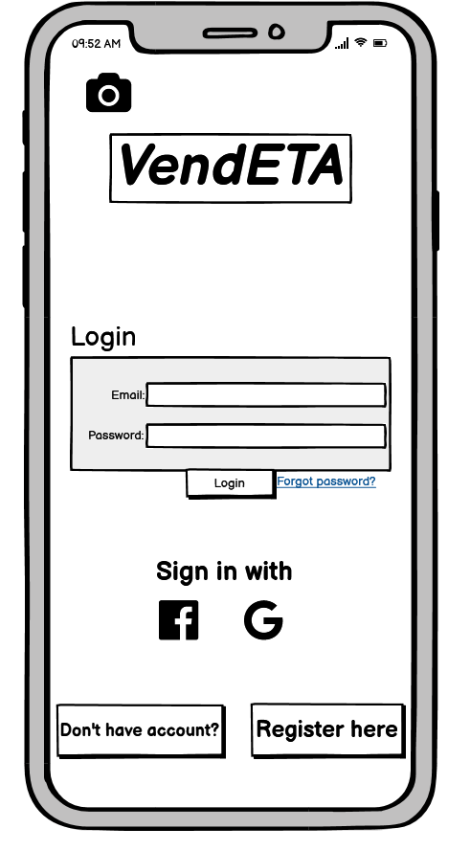 09:52 AM
VendETA
Login
Email:
Password:
Login Forgot password?
Sign in with
Don't have account? Register here